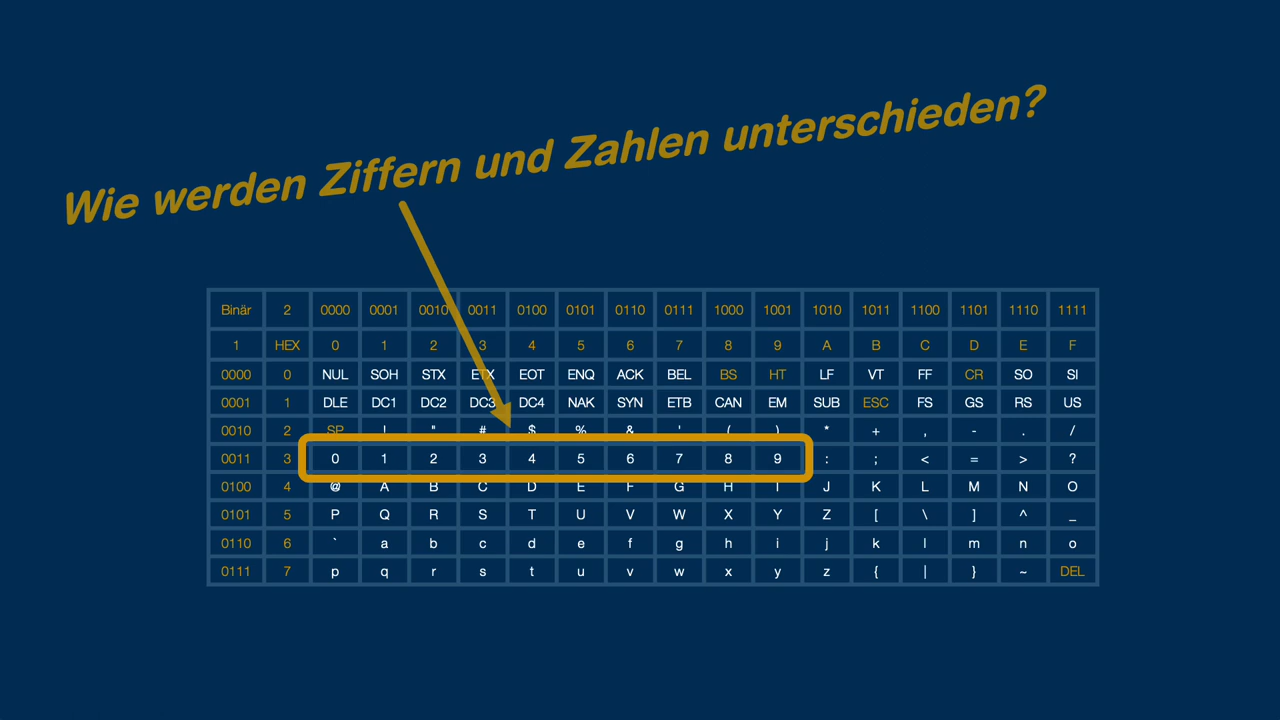 Wie werden Ziffern und Zahlen unterschieden?
Binär 2 0000 0001 0010 0011 0100 0101 0110 0111 1000 1001 1010 1011 1100 1101 1110 1111
1 HEX 0 1 2 3 4 5 6 7 8 9 A B C D E F
0000 0 NUL SOH STX ETX EOT ENQ ACK BEL BS HT LF VT FF CR SO SI
0001 1 DLE DC1 DC2 DC3 DC4 NAK SYN ETB CAN EM SUB ESC FS GS RS US
0010 2 SP ! " # $ % & ' ( ) * + , - . /
0011 3 0 1 2 3 4 5 6 7 8 9 : ; < = > ?
0100 4 @ A B C D E F G H I J K L M N O
0101 5 P Q R S T U V W X Y Z [ \ ] ^ _
0110 6 ` a b c d e f g h i j k l m n o
0111 7 p q r s t u v w x y z { | } ~ DEL